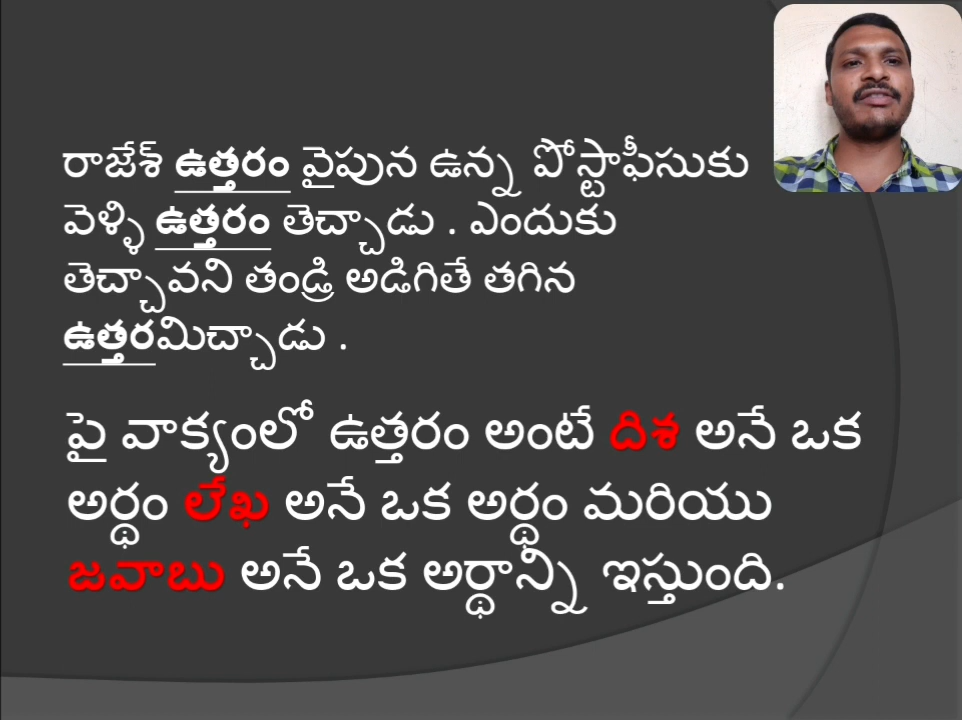 రాజేశ్ ఉత్తరం వైపున ఉన్న పోస్టాఫీసుకు
వెళ్ళి ఉత్తరం తెచ్చాడు . ఎందుకు
తెచ్చావని తండ్రి అడిగితే తగిన
ఉత్తరమిచ్చాడు .
పై వాక్యంలో ఉత్తరం అంటే దిశ అనే ఒక
అర్థం లేఖ అనే ఒక అర్థం మరియు
జవాబు అనే ఒక అర్థాన్ని ఇస్తుంది.